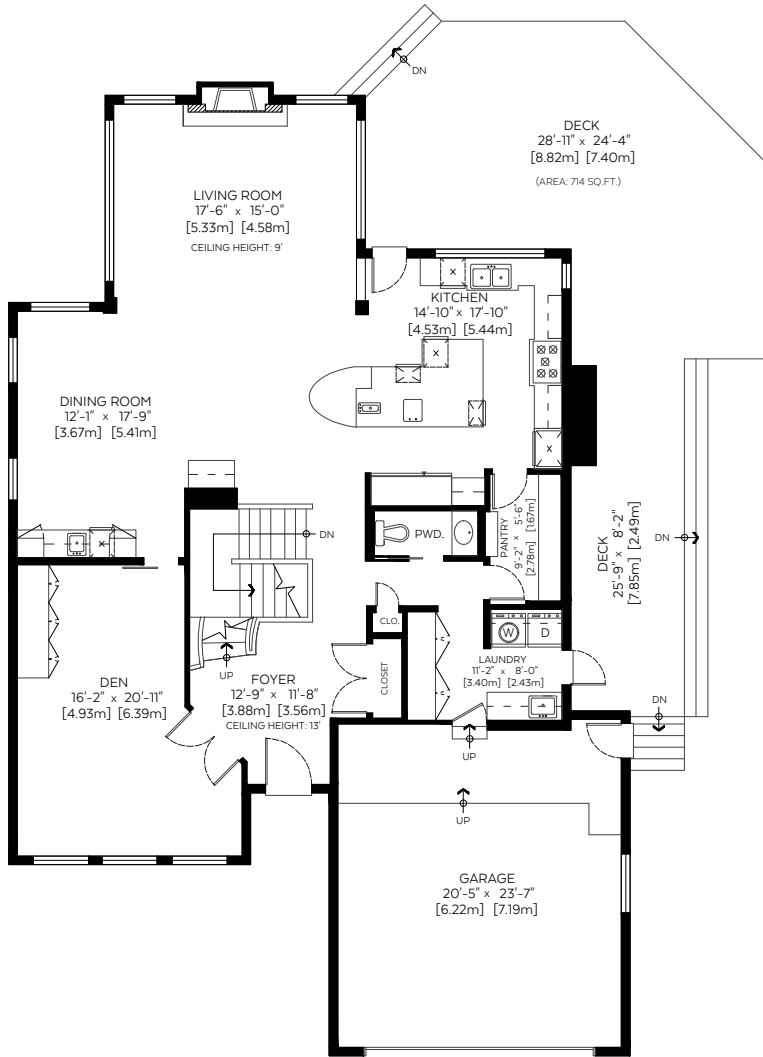 DN
DECK
28'-11" x 24'-4"
[8.82m] [7.40m]
(AREA: 714 SQ.FT.)
LIVING ROOM
17'-6" x 15'-0"
[5.33m] [4.58m]
CEILING HEIGHT: 9'
X
KITCHEN
14'-10" x 17'-10"
[4.53m] [5.44m]
X
DINING ROOM
12'-1" x 17'-9"
[3.67m] [5.41m]
X
PWD.
PANTRY
9'-2" x 5'-6"
[2.78m] [1.67m]
X
DN
DECK
25'-9" x 8'-2"
[7.85m] [2.49m]
DN
CLO.
W
D
LAUNDRY
11'-2" x 8'-0"
[3.40m] [2.43m]
CLOSET
UP
FOYER
12'-9" x 11'-8"
[3.88m] [3.56m]
CEILING HEIGHT: 13'
DEN
16'-2" x 20'-11"
[4.93m] [6.39m]
DN
UP
UP
GARAGE
20'-5" x 23'-7"
[6.22m] [7.19m]